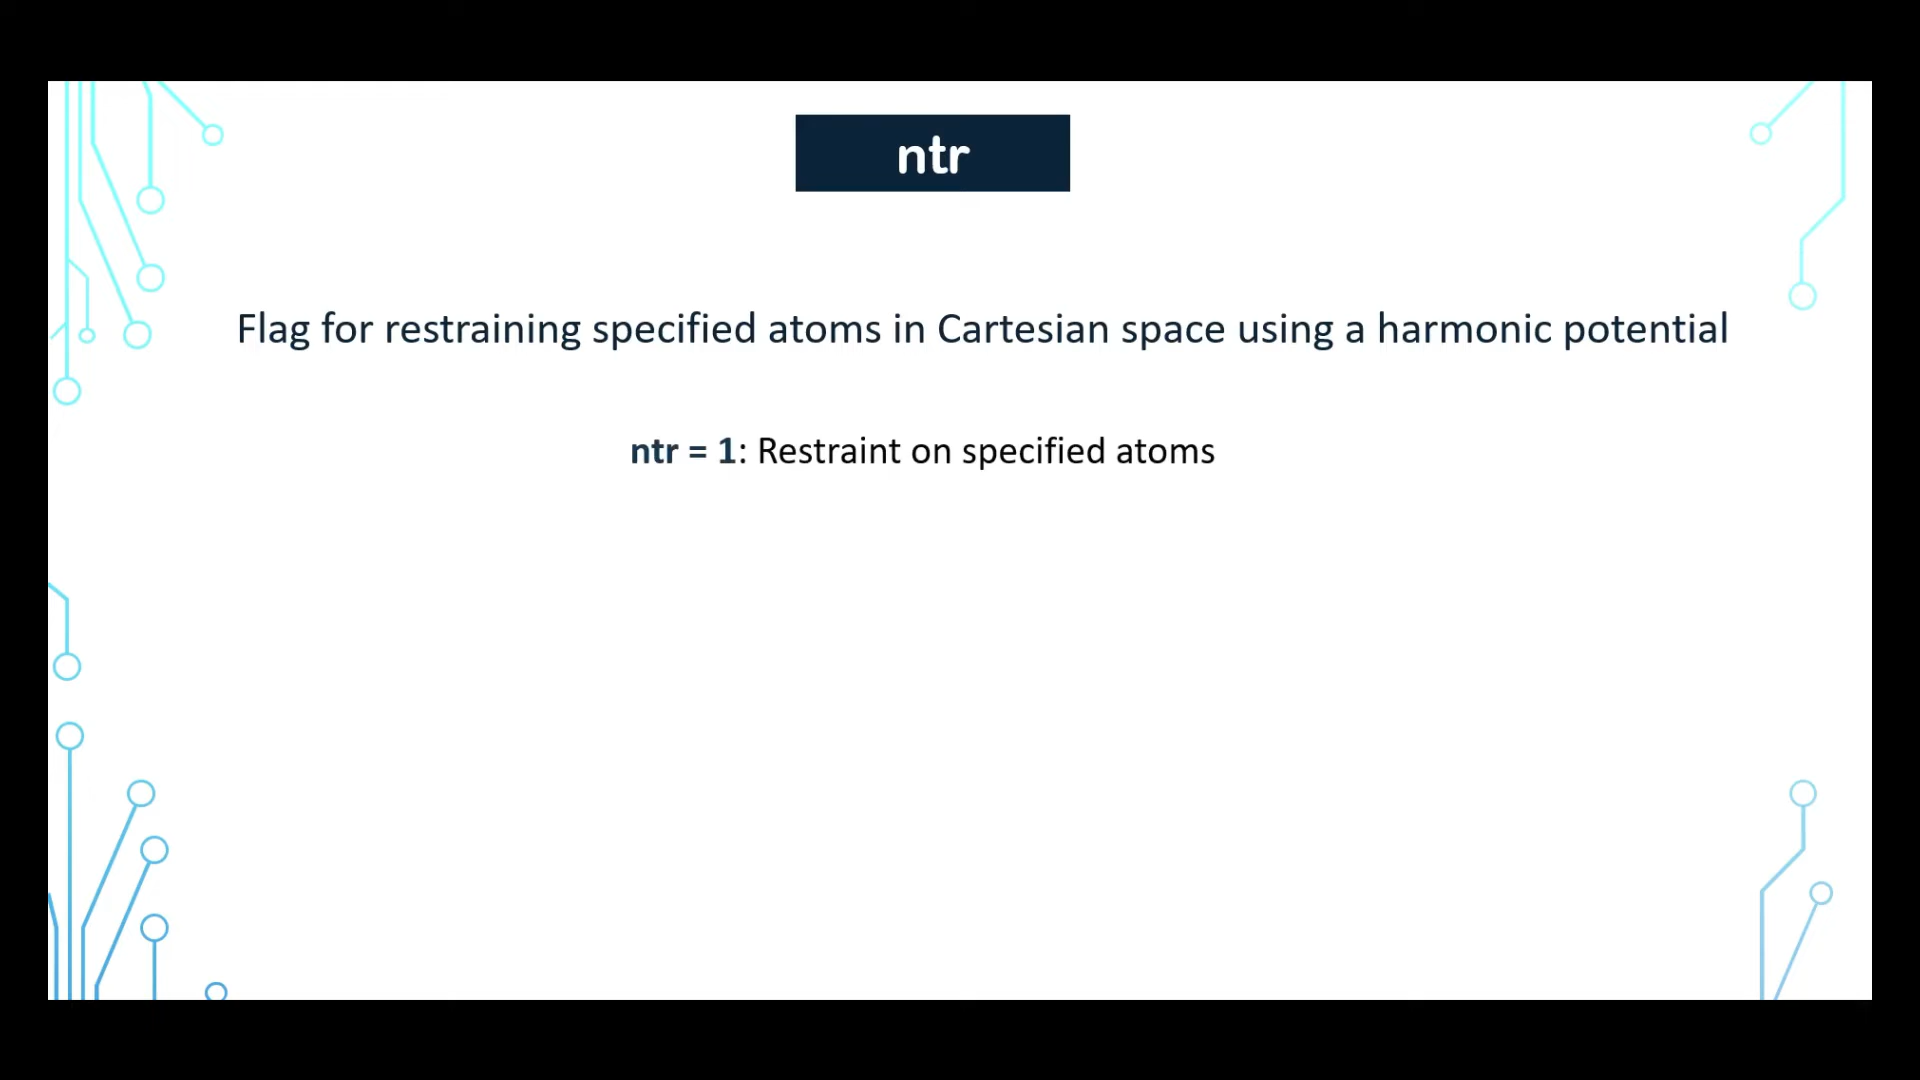 ntr
Flag for restraining specified atoms in Cartesian space using a harmonic potential
ntr = 1: Restraint on specified atoms